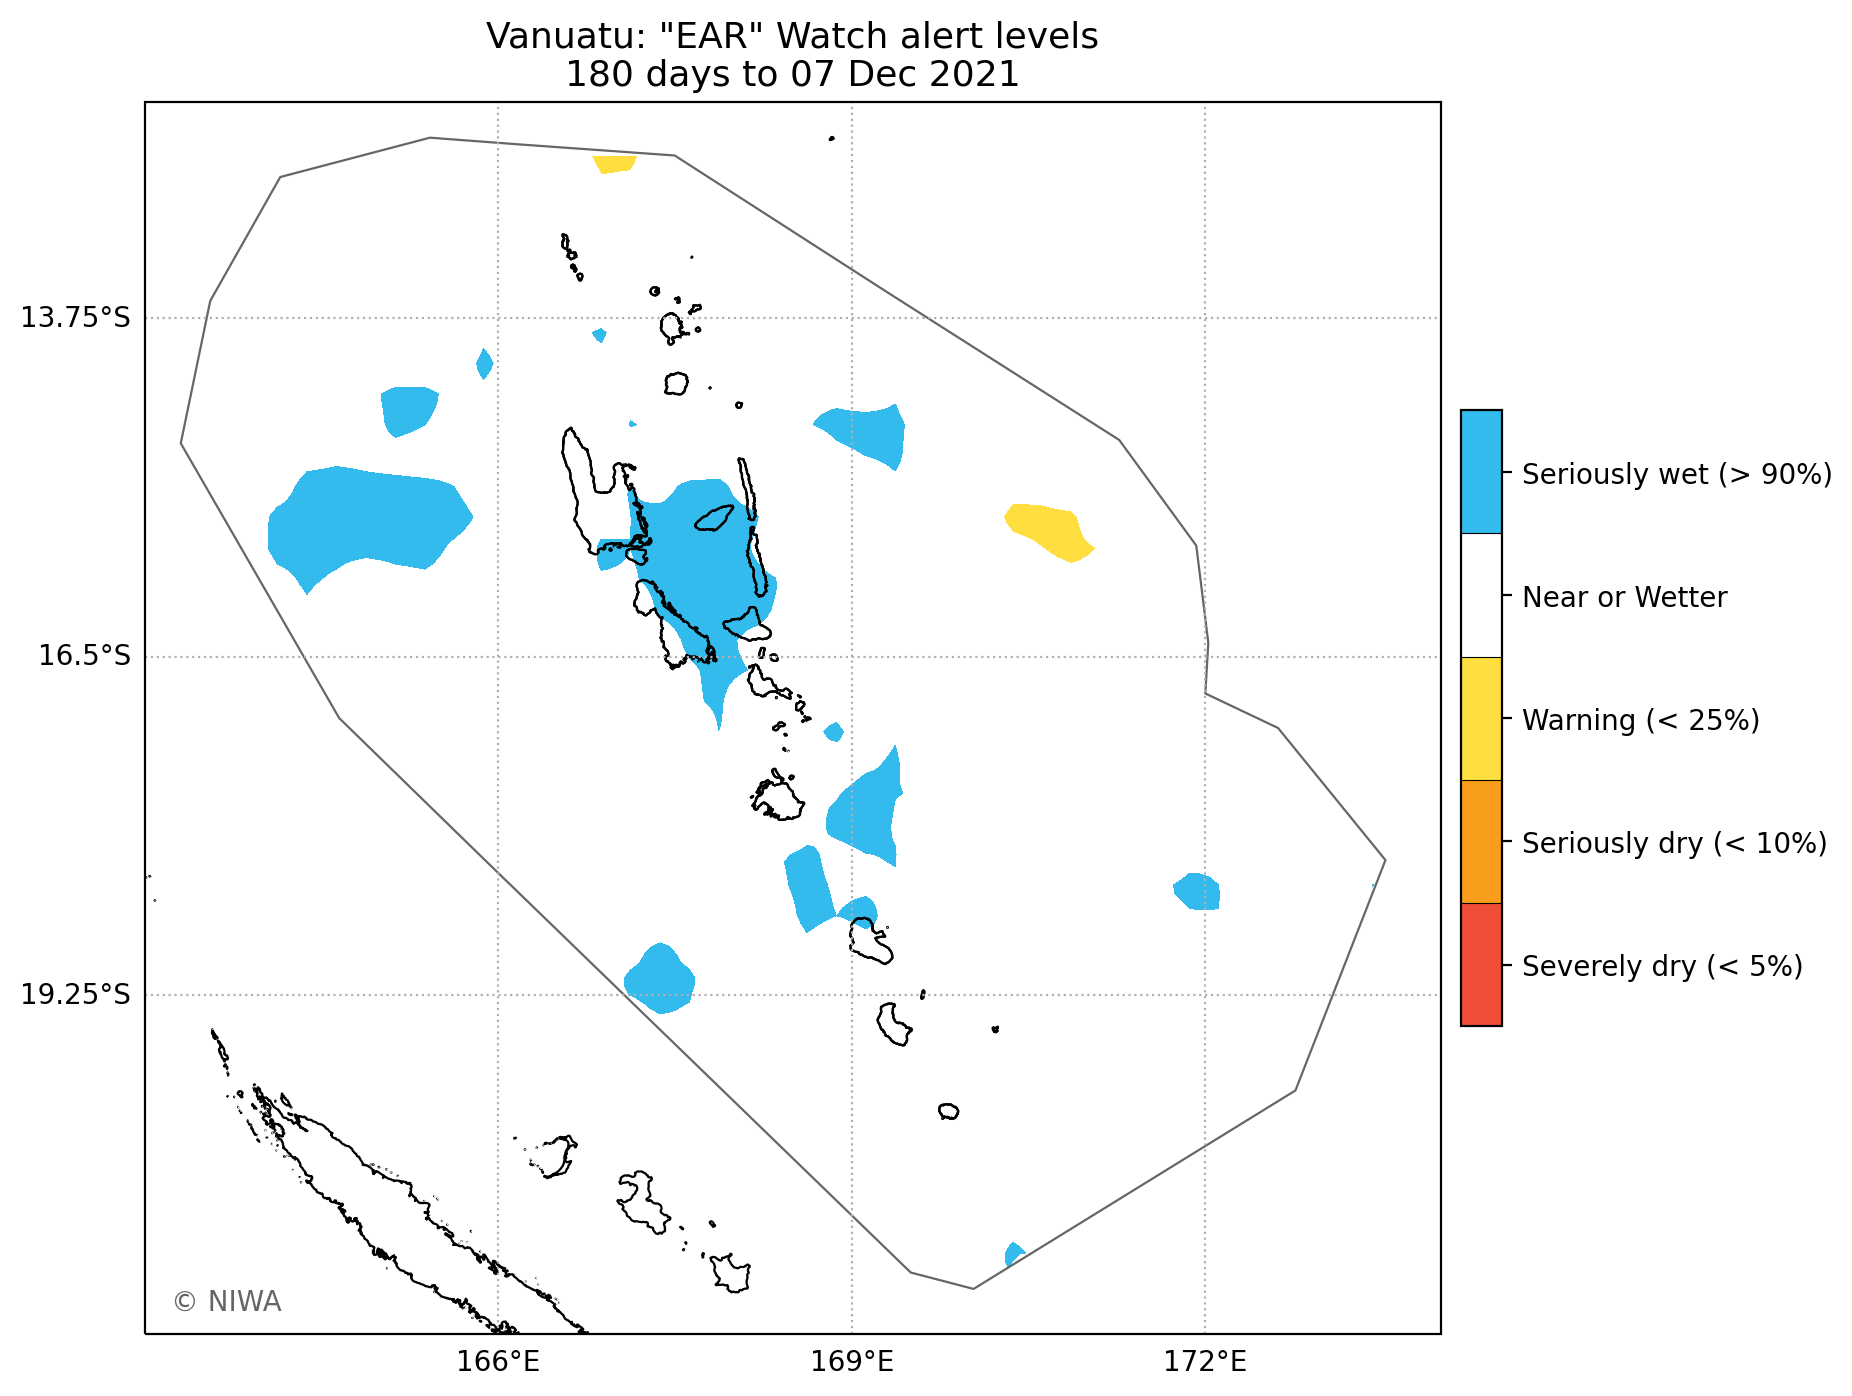 Vanuatu: "EAR" Watch alert levels
180 days to 07 Dec 2021
13.75°S
16.5°S
19.25°S
166°E
169°E
172°E
Seriously wet (> 90%)
Near or Wetter
Warning (< 25%)
Seriously dry (< 10%)
Severely dry (< 5%)
© NIWA